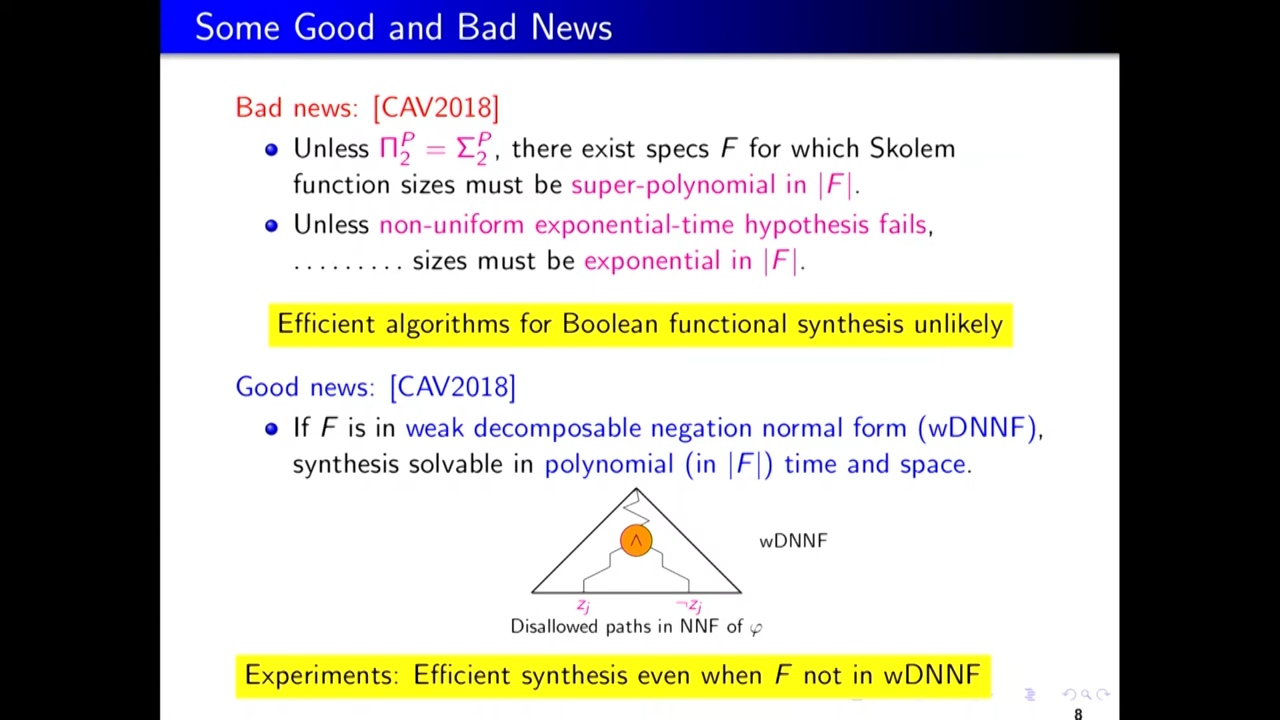 Some Good and Bad News
Bad news: [CAV2018]
Unless Π₂ᴾ = Σ₂ᴾ, there exist specs F for which Skolem
function sizes must be super-polynomial in |F|.
Unless non-uniform exponential-time hypothesis fails,
. . . . . . . . . sizes must be exponential in |F|.
Efficient algorithms for Boolean functional synthesis unlikely
Good news: [CAV2018]
If F is in weak decomposable negation normal form (wDNNF),
synthesis solvable in polynomial (in |F|) time and space.
∧
wDNNF
zⱼ ¬zⱼ
Disallowed paths in NNF of φ
Experiments: Efficient synthesis even when F not in wDNNF
8